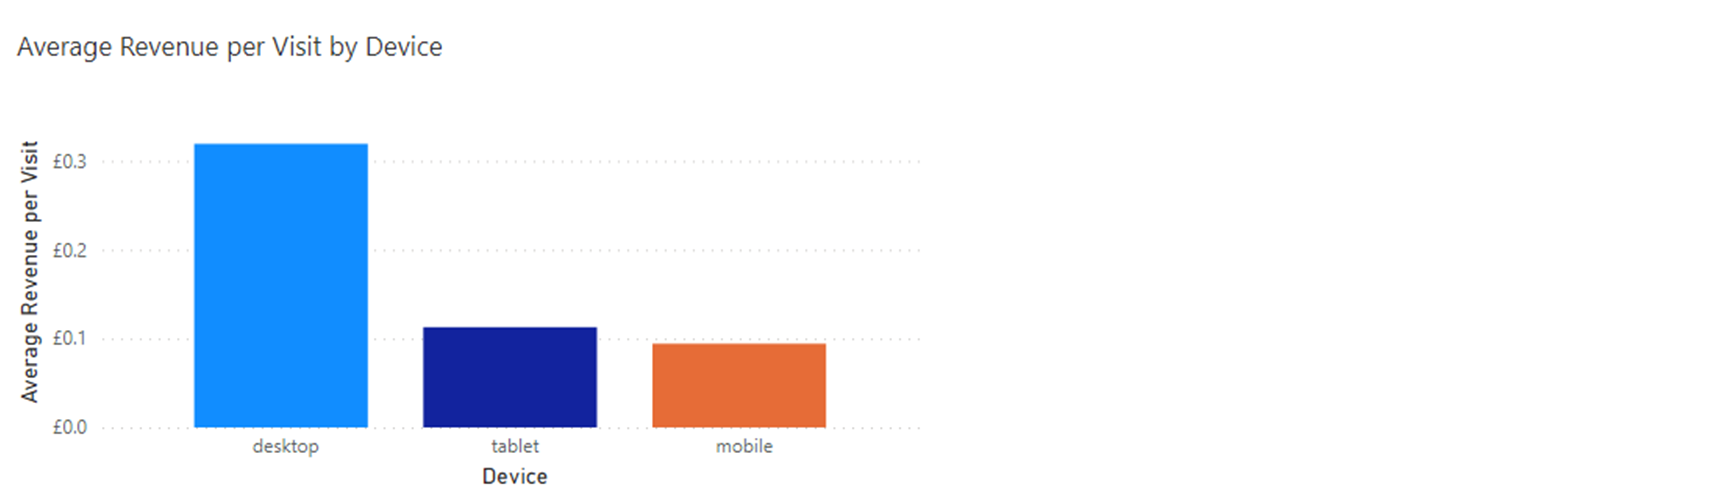 Average Revenue per Visit by Device
Average Revenue per Visit
£0.3
£0.2
£0.1
£0.0
desktop tablet mobile
Device